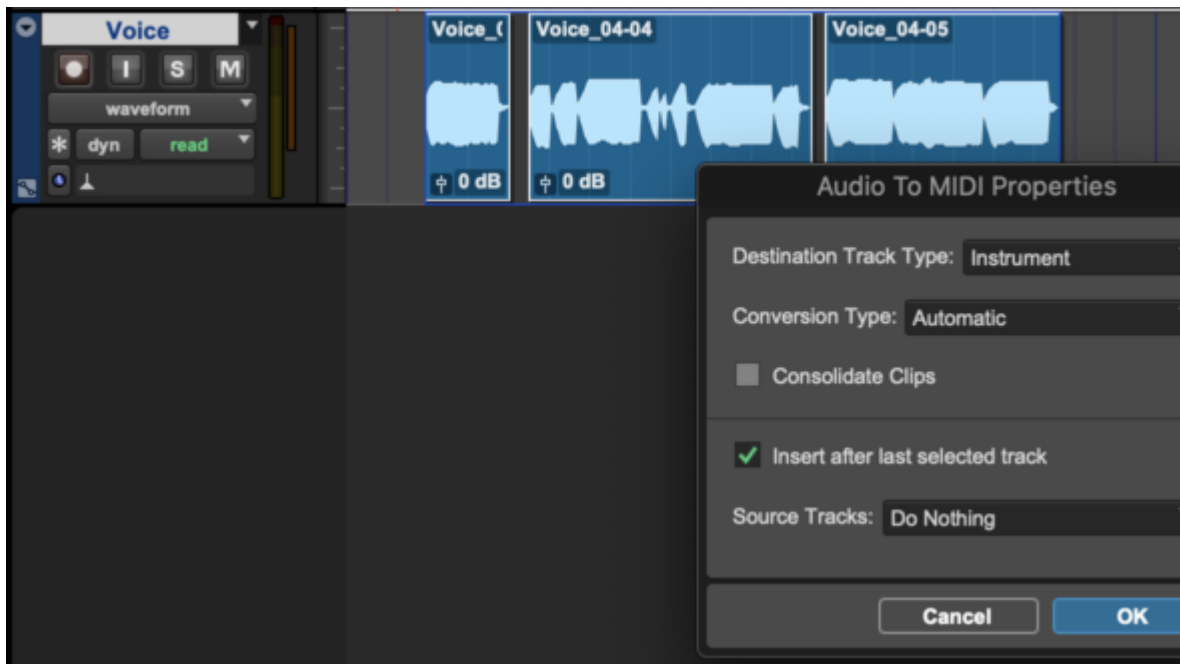 Voice
I S M
waveform
* dyn read
Voice_0
Voice_04-04
Voice_04-05
0 dB
0 dB
Audio To MIDI Properties
Destination Track Type: Instrument
Conversion Type: Automatic
Consolidate Clips
Insert after last selected track
Source Tracks: Do Nothing
Cancel
OK